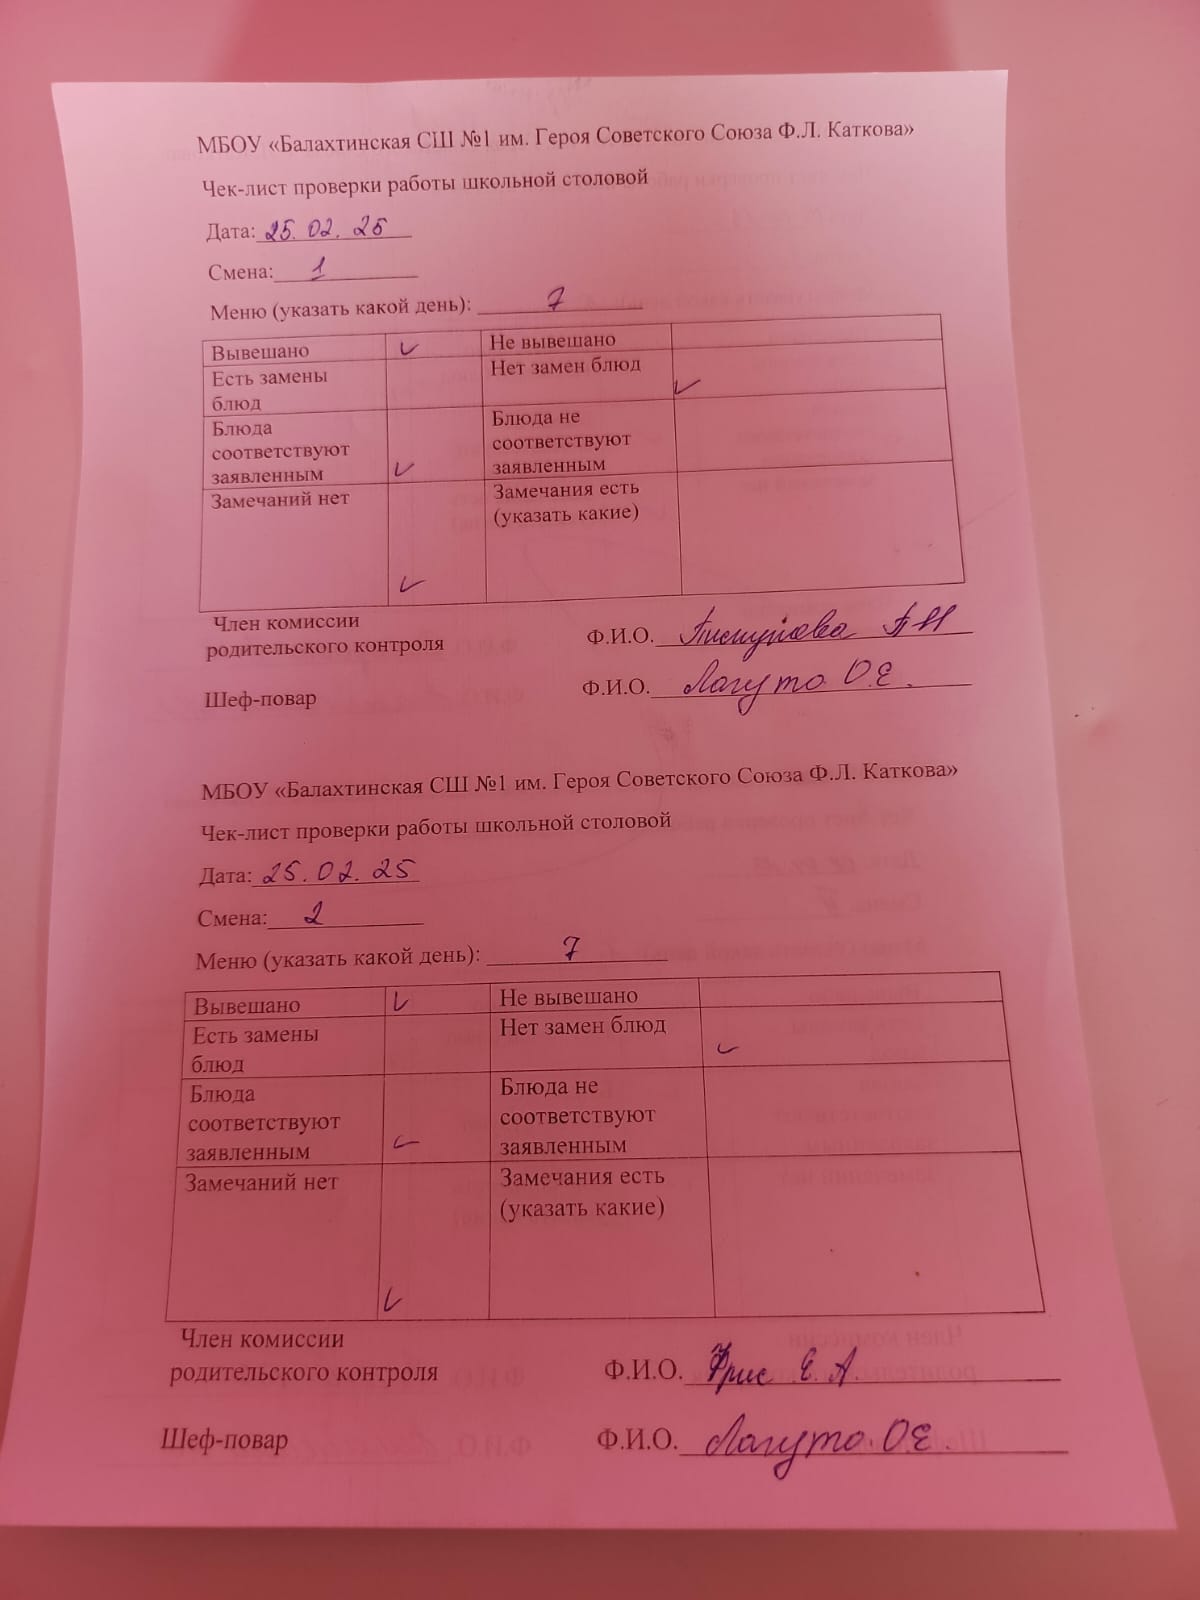 МБОУ «Балахтинская СШ №1 им. Героя Советского Союза Ф.Л. Каткова»
Чек-лист проверки работы школьной столовой
Дата: 25.02.25
Смена: 1
Меню (указать какой день): 7
Вывешано ✓ Не вывешано
Есть замены блюд Нет замен блюд ✓
Блюда соответствуют заявленным ✓ Блюда не соответствуют заявленным
Замечаний нет ✓ Замечания есть (указать какие)
Член комиссии
родительского контроля Ф.И.О.
Шеф-повар Ф.И.О. Лагуто О.Е.
МБОУ «Балахтинская СШ №1 им. Героя Советского Союза Ф.Л. Каткова»
Чек-лист проверки работы школьной столовой
Дата: 25.02.25
Смена: 2
Меню (указать какой день): 7
Вывешано ✓ Не вывешано
Есть замены блюд Нет замен блюд ✓
Блюда соответствуют заявленным ✓ Блюда не соответствуют заявленным
Замечаний нет ✓ Замечания есть (указать какие)
Член комиссии
родительского контроля Ф.И.О. Фрис Е.А.
Шеф-повар Ф.И.О. Лагуто О.Е.